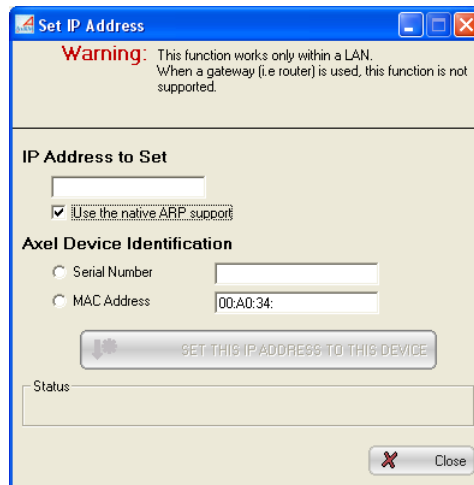 Set IP Address
Warning: This function works only within a LAN.
When a gateway (i.e router) is used, this function is not
supported.
IP Address to Set
Use the native ARP support
Axel Device Identification
Serial Number
MAC Address 00:A0:34:
SET THIS IP ADDRESS TO THIS DEVICE
Status
Close